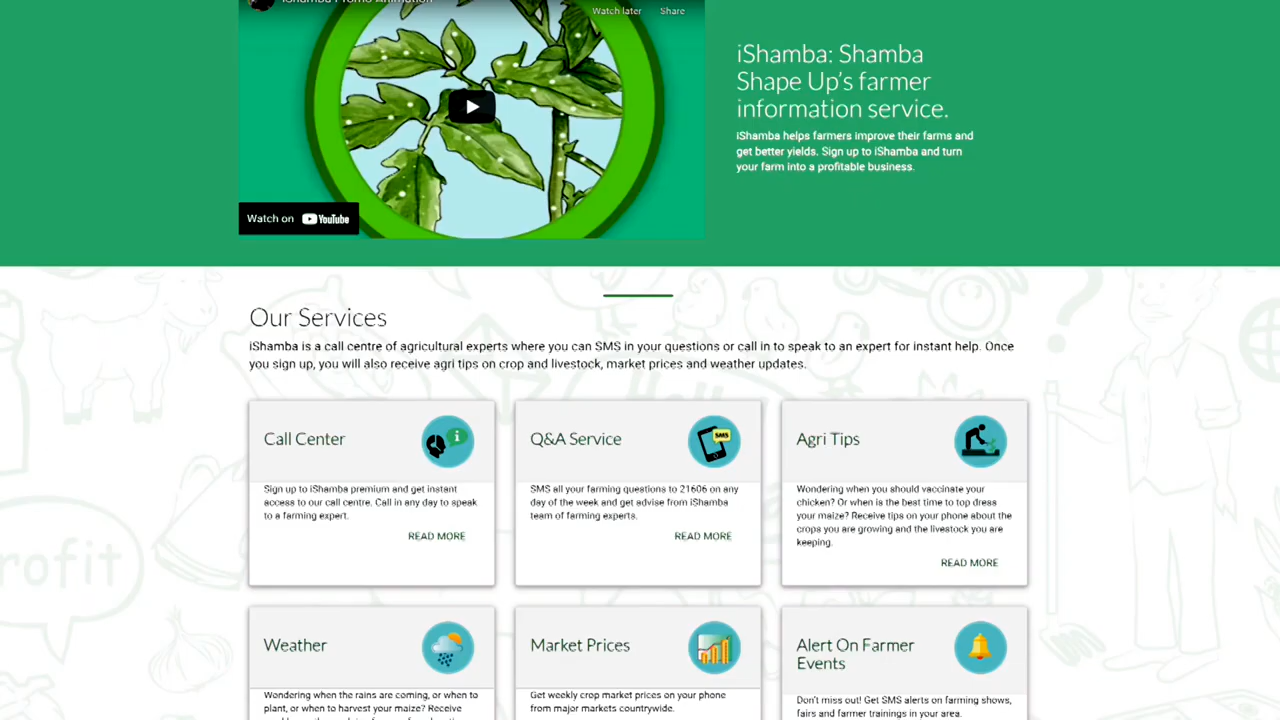 iShamba Promo Animation
Watch later
Share
Watch on YouTube
iShamba: Shamba
Shape Up's farmer
information service.
iShamba helps farmers improve their farms and
get better yields. Sign up to iShamba and turn
your farm into a profitable business.
Our Services
iShamba is a call centre of agricultural experts where you can SMS in your questions or call in to speak to an expert for instant help. Once
you sign up, you will also receive agri tips on crop and livestock, market prices and weather updates.
Call Center
Sign up to iShamba premium and get instant
access to our call centre. Call in any day to speak
to a farming expert.
READ MORE
Q&A Service
SMS
SMS all your farming questions to 21606 on any
day of the week and get advise from iShamba
team of farming experts.
READ MORE
Agri Tips
Wondering when you should vaccinate your
chicken? Or when is the best time to top dress
your maize? Receive tips on your phone about the
crops you are growing and the livestock you are
keeping.
READ MORE
rofit
Weather
Wondering when the rains are coming, or when to
plant, or when to harvest your maize? Receive
Market Prices
Get weekly crop market prices on your phone
from major markets countrywide.
Alert On Farmer
Events
Don't miss out! Get SMS alerts on farming shows,
fairs and farmer trainings in your area.